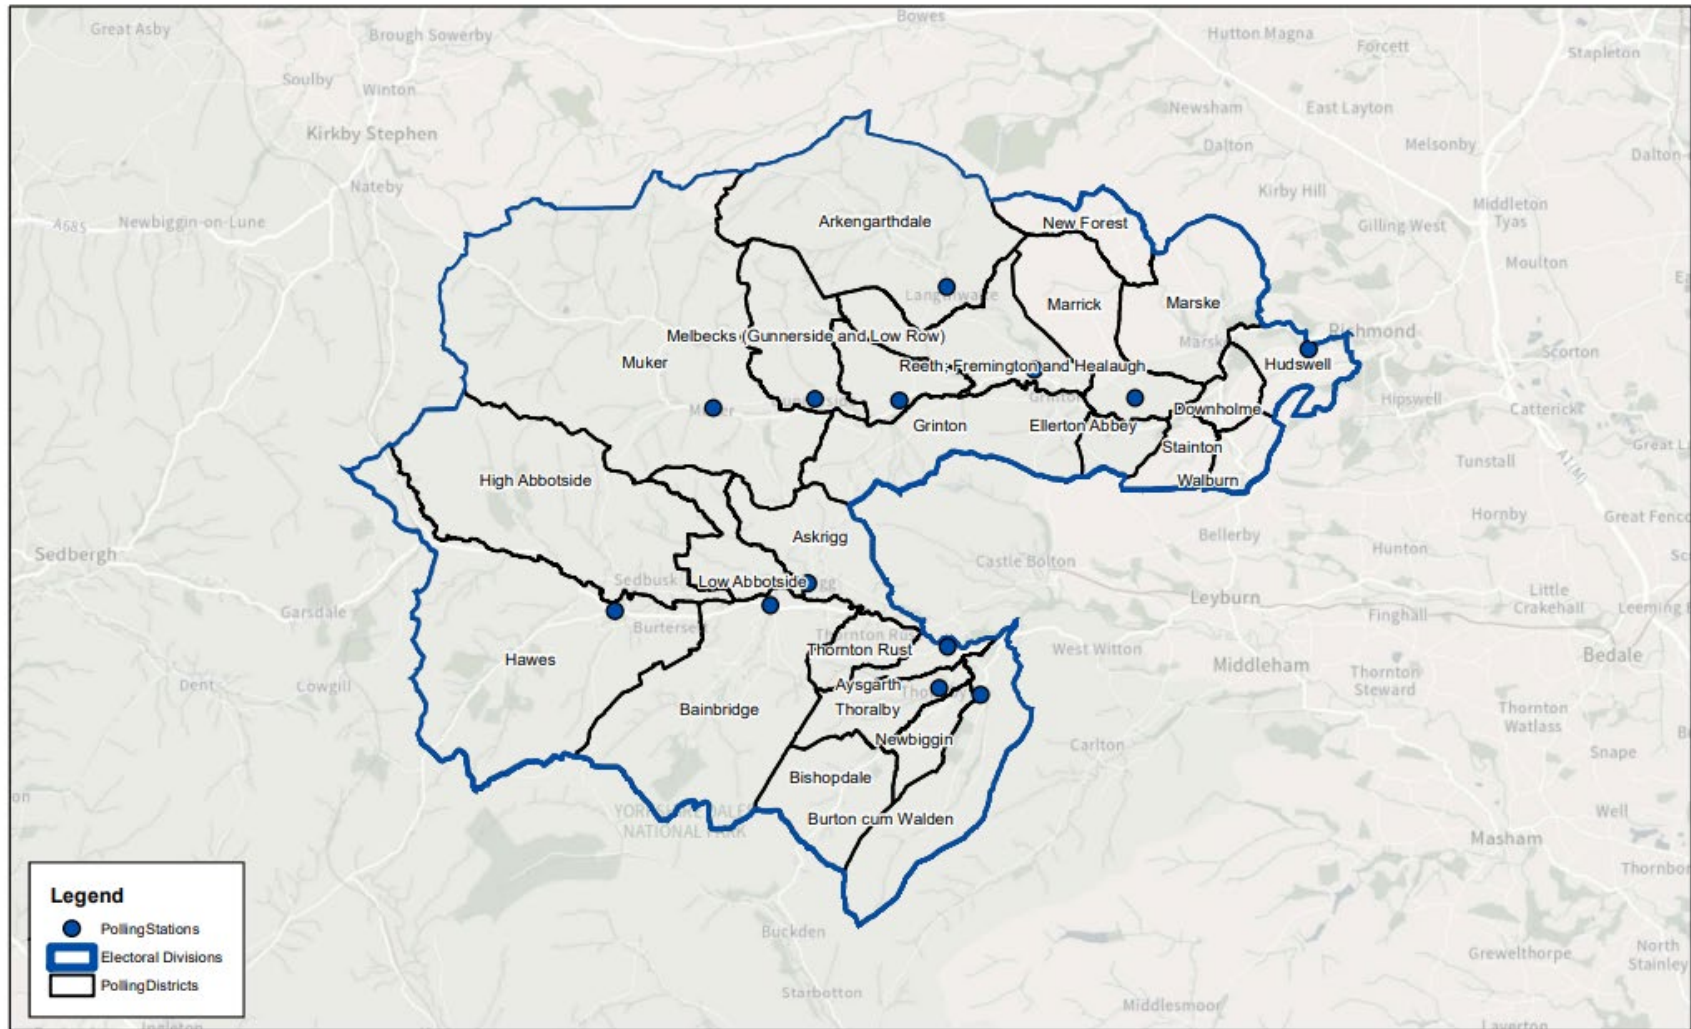 Great Asby
Brough Sowerby
Bowes
Hutton Magna
Forcett
Stapleton
Soulby
Winton
Newsham
East Layton
Kirkby Stephen
Dalton
Melsonby
Nateby
Kirby Hill
Middleton
Tyas
A685
Newbiggin-on-Lune
Arkengarthdale
New Forest
Gilling West
Moulton
Marrick
Marske
Melbecks (Gunnerside and Low Row)
Richmond
Muker
Reeth, Fremington and Healaugh
Hudswell
Scorton
Hipswell
Catterick
Downholme
Grinton
Ellerton Abbey
Stainton
Tunstall
A1(M)
High Abbotside
Walburn
Hornby
Askrigg
Bellerby
Sedbergh
Castle Bolton
Hunton
Sedbusk
Low Abbotside
Leyburn
Little
Crakehall
Garsdale
Finghall
Burtersett
Thornton Rust
West Witton
Hawes
Middleham
Bedale
Dent
Cowgill
Aysgarth
Thornton
Steward
Bainbridge
Thoralby
Thornton
Watlass
Newbiggin
Carlton
Snape
Bishopdale
YORKSHIRE DALES
NATIONAL PARK
Burton cum Walden
Well
Masham
Legend
PollingStations
Electoral Divisions
PollingDistricts
Buckden
Grewelthorpe
North
Stainley
Starbotton
Middlesmoor